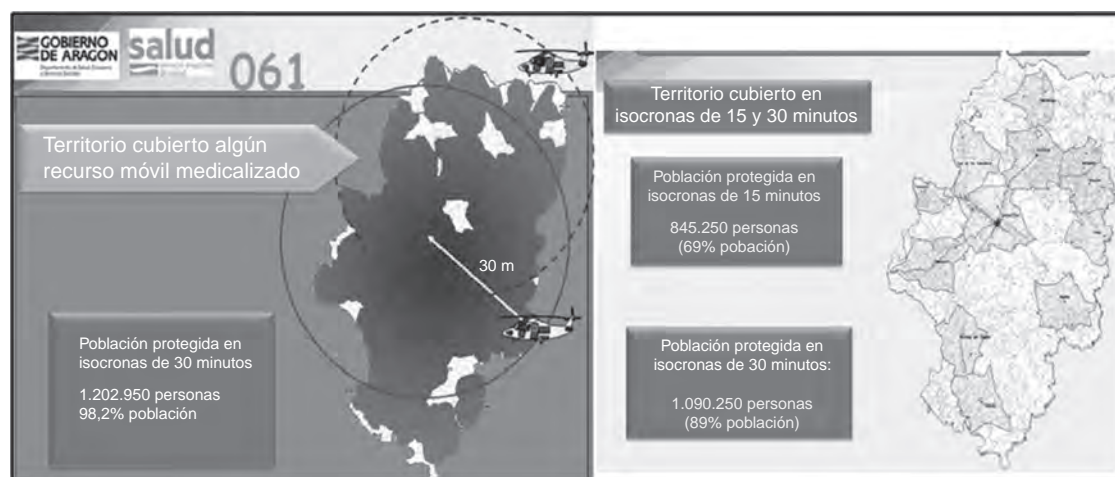 GOBIERNO
DE ARAGON
salud
061
Territorio cubierto algún
recurso móvil medicalizado
30 m
Población protegida en
isocronas de 30 minutos
1.202.950 personas
98,2% población
Territorio cubierto en
isocronas de 15 y 30 minutos
Población protegida en
isocronas de 15 minutos
845.250 personas
(69% pobación)
Población protegida en
isocronas de 30 minutos:
1.090.250 personas
(89% población)